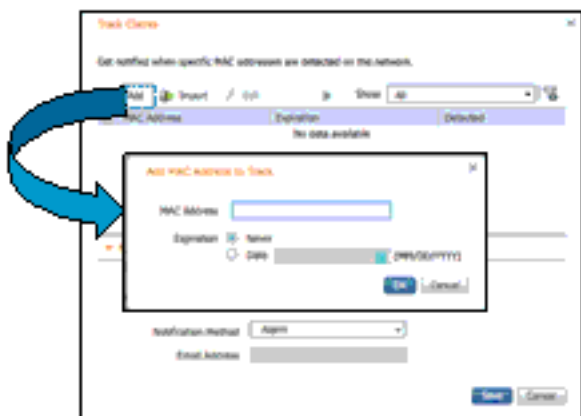 Track Clients
Get notified when specific MAC addresses are detected on the network.
Add Import Edit Show All
MAC Address Expiration Detected
No data available
Add MAC Address to Track
MAC Address
Expiration Never
Date (MM/DD/YYYY)
OK Cancel
Notification Method Alarm
Email Address
Save Cancel